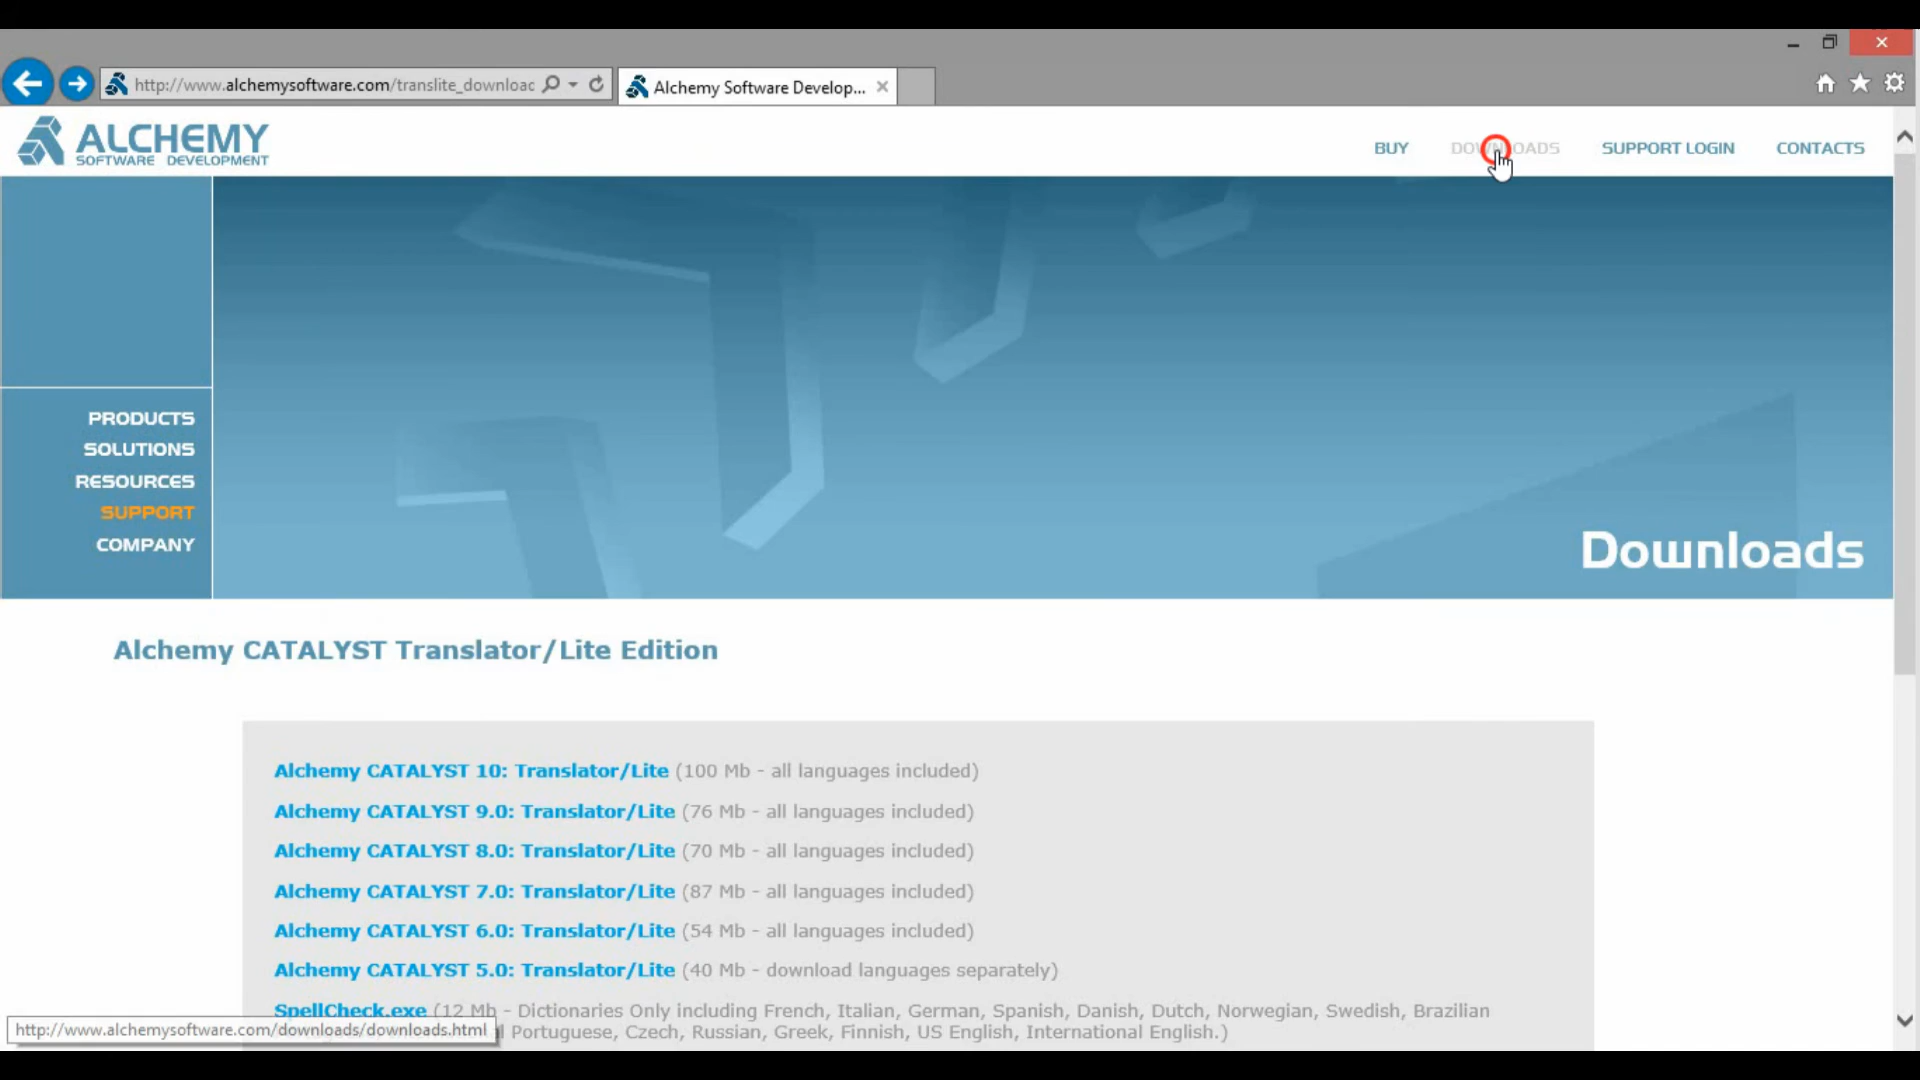 http://www.alchemysoftware.com/translite_downloac
Alchemy Software Develop...
ALCHEMY
SOFTWARE DEVELOPMENT
BUY
DOWNLOADS
SUPPORT LOGIN
CONTACTS
PRODUCTS
SOLUTIONS
RESOURCES
SUPPORT
COMPANY
Downloads
Alchemy CATALYST Translator/Lite Edition
Alchemy CATALYST 10: Translator/Lite (100 Mb - all languages included)
Alchemy CATALYST 9.0: Translator/Lite (76 Mb - all languages included)
Alchemy CATALYST 8.0: Translator/Lite (70 Mb - all languages included)
Alchemy CATALYST 7.0: Translator/Lite (87 Mb - all languages included)
Alchemy CATALYST 6.0: Translator/Lite (54 Mb - all languages included)
Alchemy CATALYST 5.0: Translator/Lite (40 Mb - download languages separately)
SpellCheck.exe (12 Mb - Dictionaries Only including French, Italian, German, Spanish, Danish, Dutch, Norwegian, Swedish, Brazilian
Portuguese, Czech, Russian, Greek, Finnish, US English, International English.)
http://www.alchemysoftware.com/downloads/downloads.html